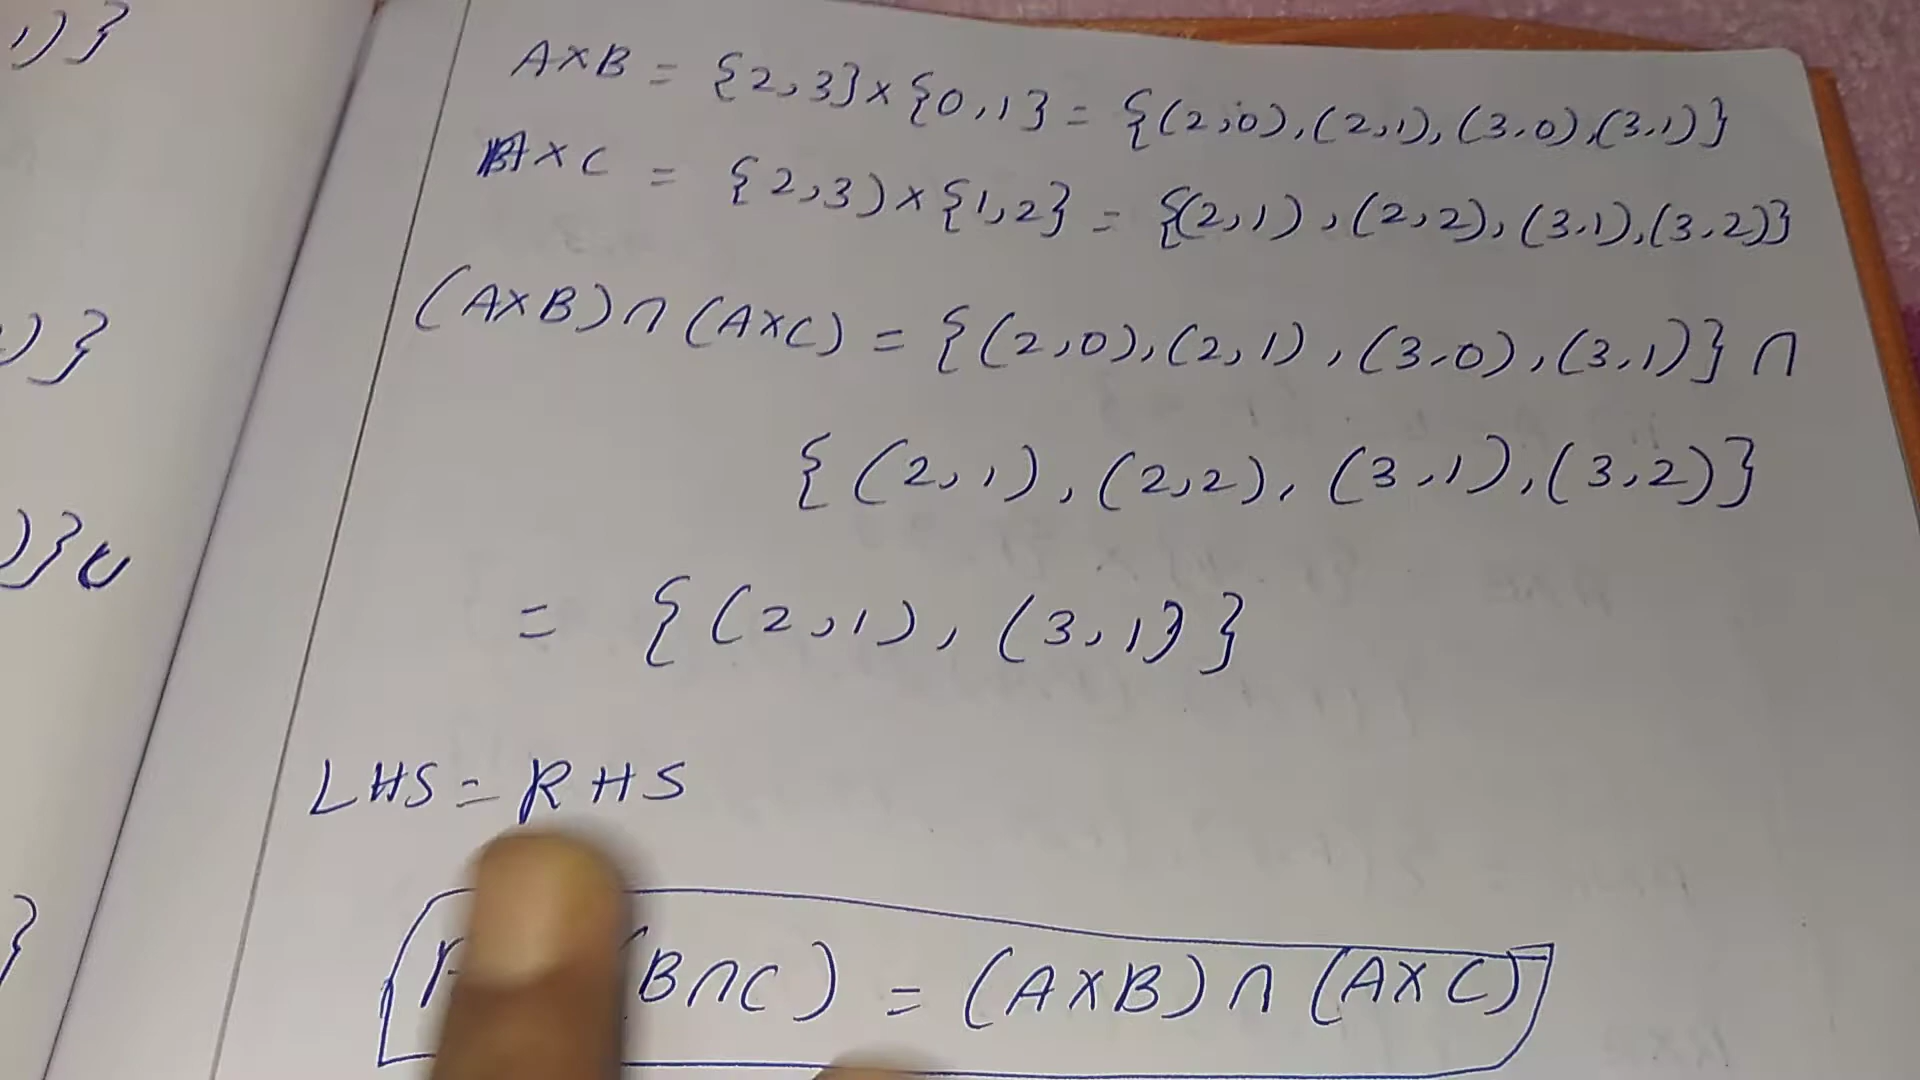 1)}
)}
)}∪
}
A×B = {2,3}×{0,1} = {(2,0),(2,1),(3,0),(3,1)}
A×C = {2,3)×{1,2} = {(2,1),(2,2),(3,1),(3,2)}
(A×B)∩(A×C) = {(2,0),(2,1),(3,0),(3,1)}∩
{(2,1),(2,2),(3,1),(3,2)}
= {(2,1),(3,1)}
LHS = RHS
(B∩C) = (A×B)∩(A×C)